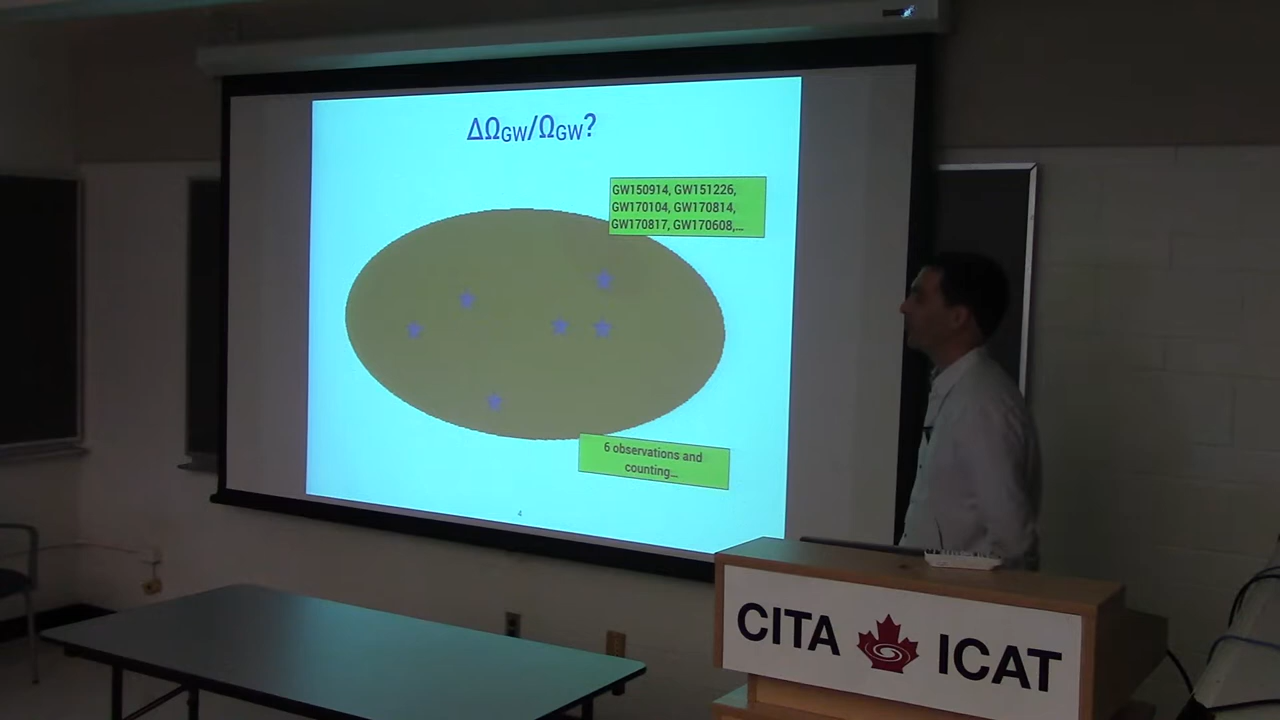 ΔΩGW/ΩGW?
GW150914, GW151226,
GW170104, GW170814,
GW170817, GW170608,...
6 observations and
counting...
4
CITA ICAT